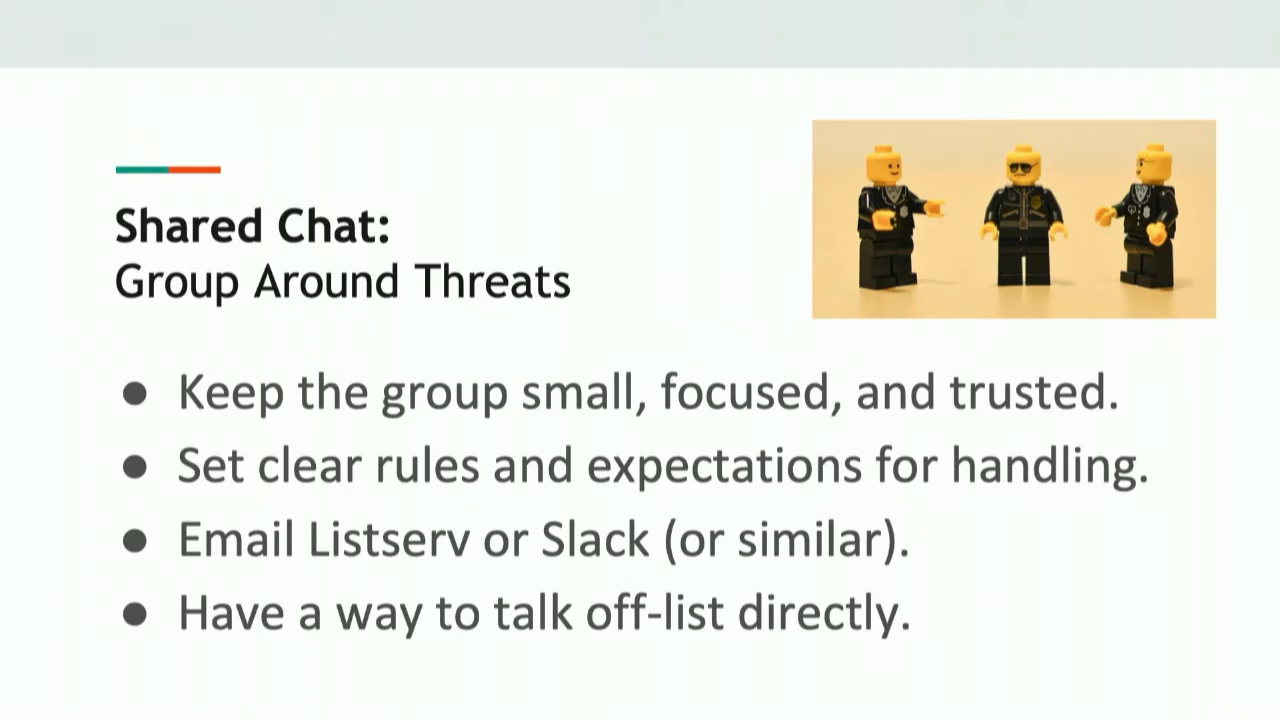 Shared Chat:
Group Around Threats
● Keep the group small, focused, and trusted.
● Set clear rules and expectations for handling.
● Email Listserv or Slack (or similar).
● Have a way to talk off-list directly.